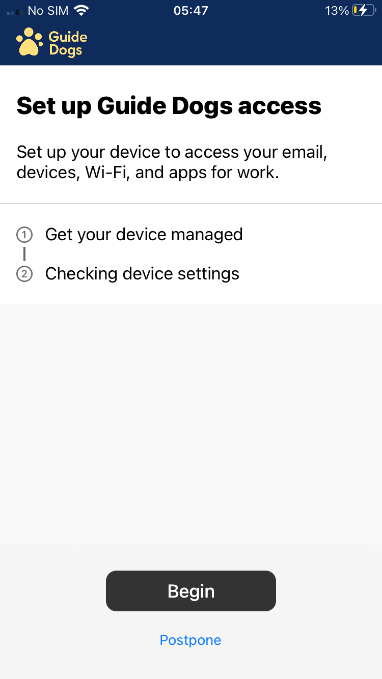 No SIM 05:47 13%
Guide
Dogs
Set up Guide Dogs access
Set up your device to access your email,
devices, Wi-Fi, and apps for work.
1 Get your device managed
2 Checking device settings
Begin
Postpone